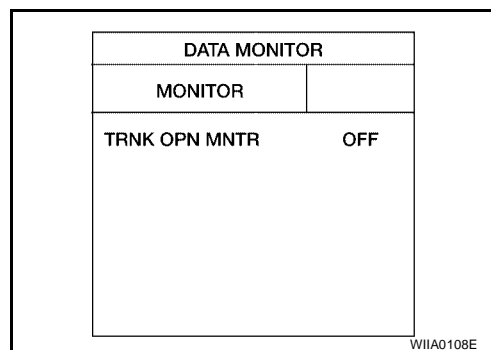 DATA MONITOR
MONITOR
TRNK OPN MNTR OFF
WIIA0108E